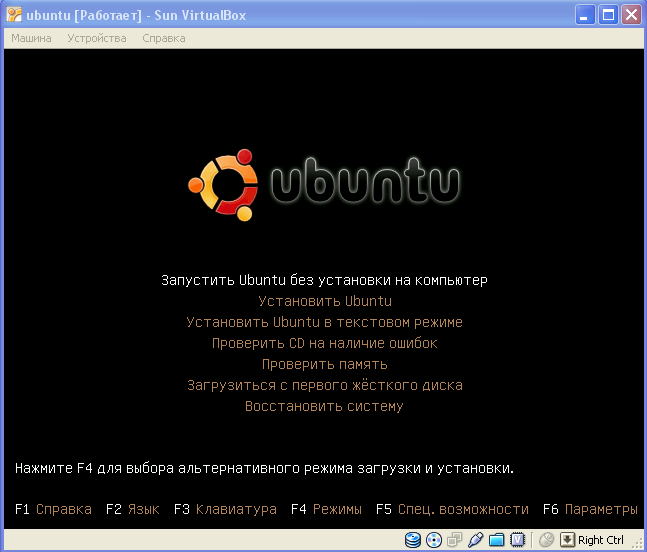 ubuntu [Работает] - Sun VirtualBox
Машина Устройства Справка
ubuntu
Запустить Ubuntu без установки на компьютер
Установить Ubuntu
Установить Ubuntu в текстовом режиме
Проверить CD на наличие ошибок
Проверить память
Загрузиться с первого жёсткого диска
Восстановить систему
Нажмите F4 для выбора альтернативного режима загрузки и установки.
F1 Справка F2 Язык F3 Клавиатура F4 Режимы F5 Спец. возможности F6 Параметры
Right Ctrl